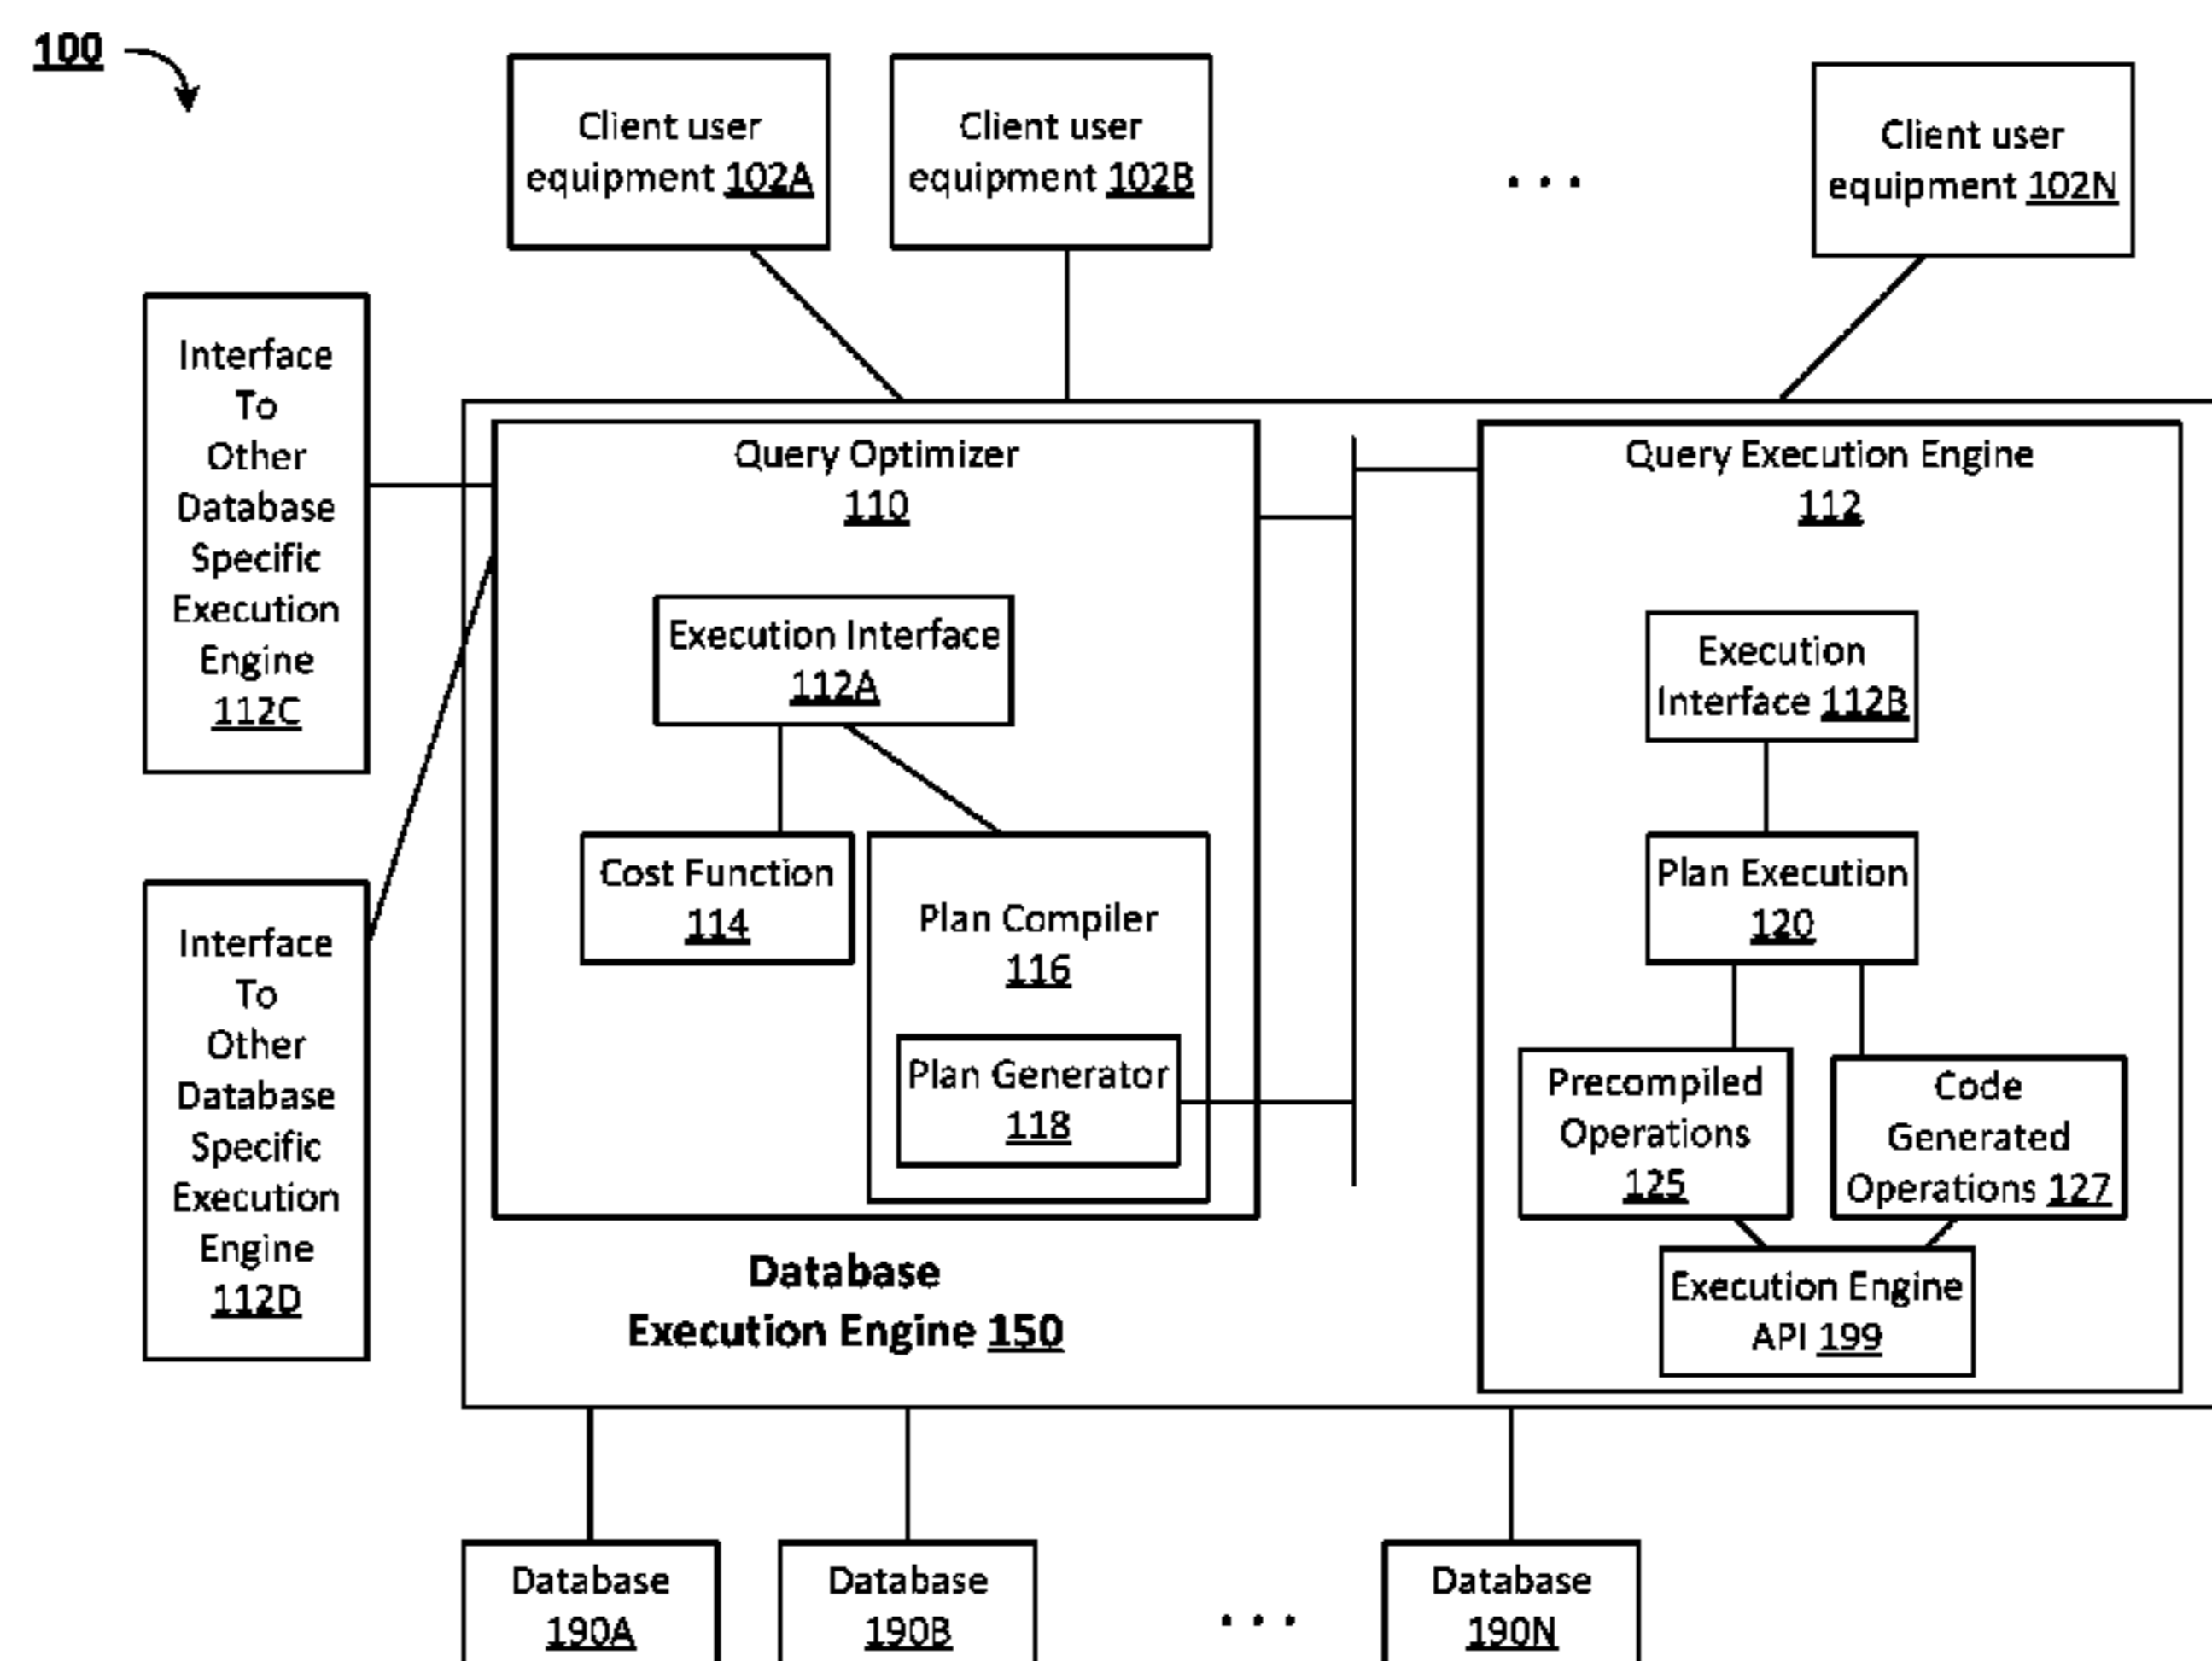 100
Client user
equipment 102A
Client user
equipment 102B
. . .
Client user
equipment 102N
Interface
To
Other
Database
Specific
Execution
Engine
112C
Interface
To
Other
Database
Specific
Execution
Engine
112D
Query Optimizer
110
Execution Interface
112A
Cost Function
114
Plan Compiler
116
Plan Generator
118
Database
Execution Engine 150
Query Execution Engine
112
Execution
Interface 112B
Plan Execution
120
Precompiled
Operations
125
Code
Generated
Operations 127
Execution Engine
API 199
Database
190A
Database
190B
. . .
Database
190N